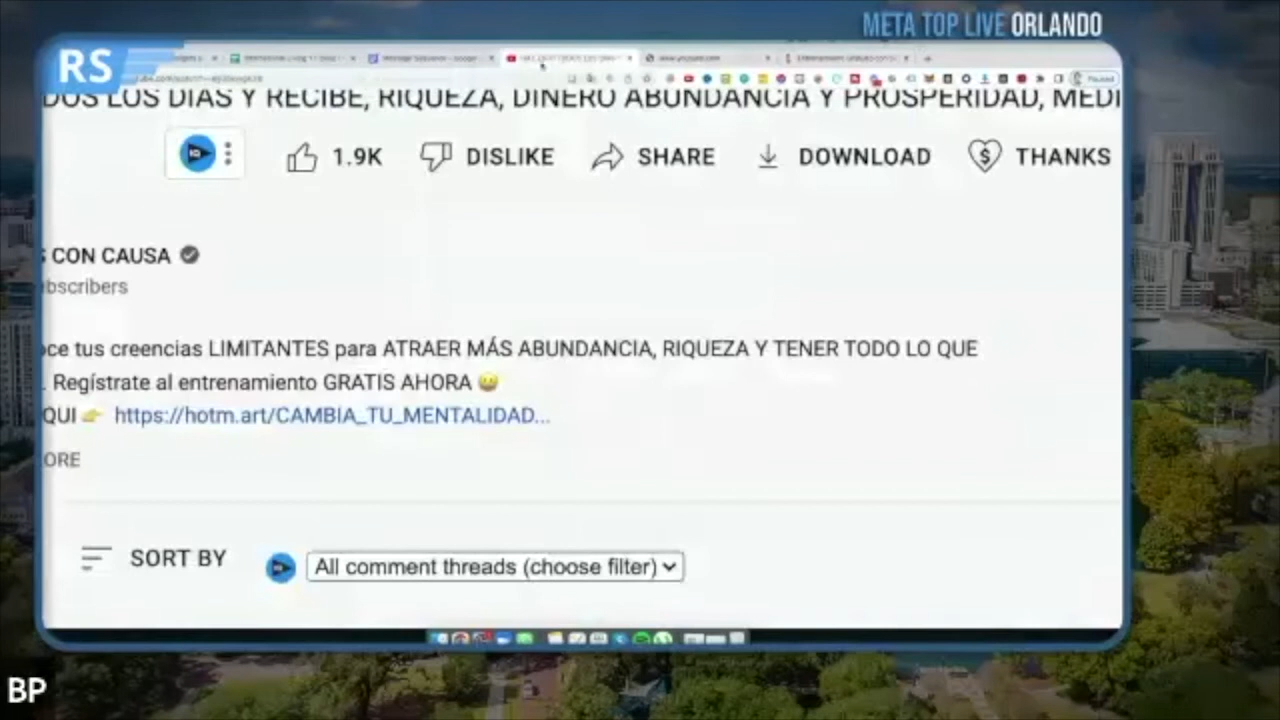 META TOP LIVE ORLANDO
RS
DOS LOS DIAS Y RECIBE, RIQUEZA, DINERO ABUNDANCIA Y PROSPERIDAD, MEDI
1.9K DISLIKE SHARE DOWNLOAD THANKS
CON CAUSA
bscribers
oce tus creencias LIMITANTES para ATRAER MÁS ABUNDANCIA, RIQUEZA Y TENER TODO LO QUE
. Regístrate al entrenamiento GRATIS AHORA 😀
QUI 👉 https://hotm.art/CAMBIA_TU_MENTALIDAD...
ORE
SORT BY All comment threads (choose filter)
BP